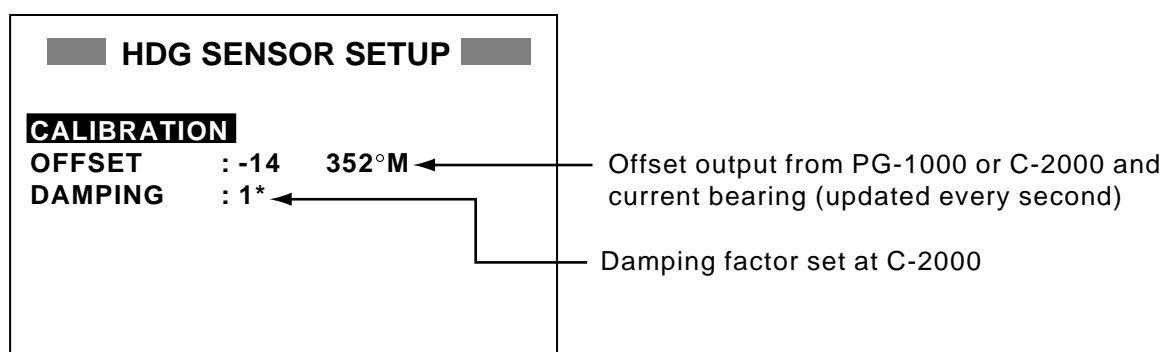 HDG SENSOR SETUP
CALIBRATION
OFFSET : -14 352°M
Offset output from PG-1000 or C-2000 and
current bearing (updated every second)
DAMPING : 1*
Damping factor set at C-2000